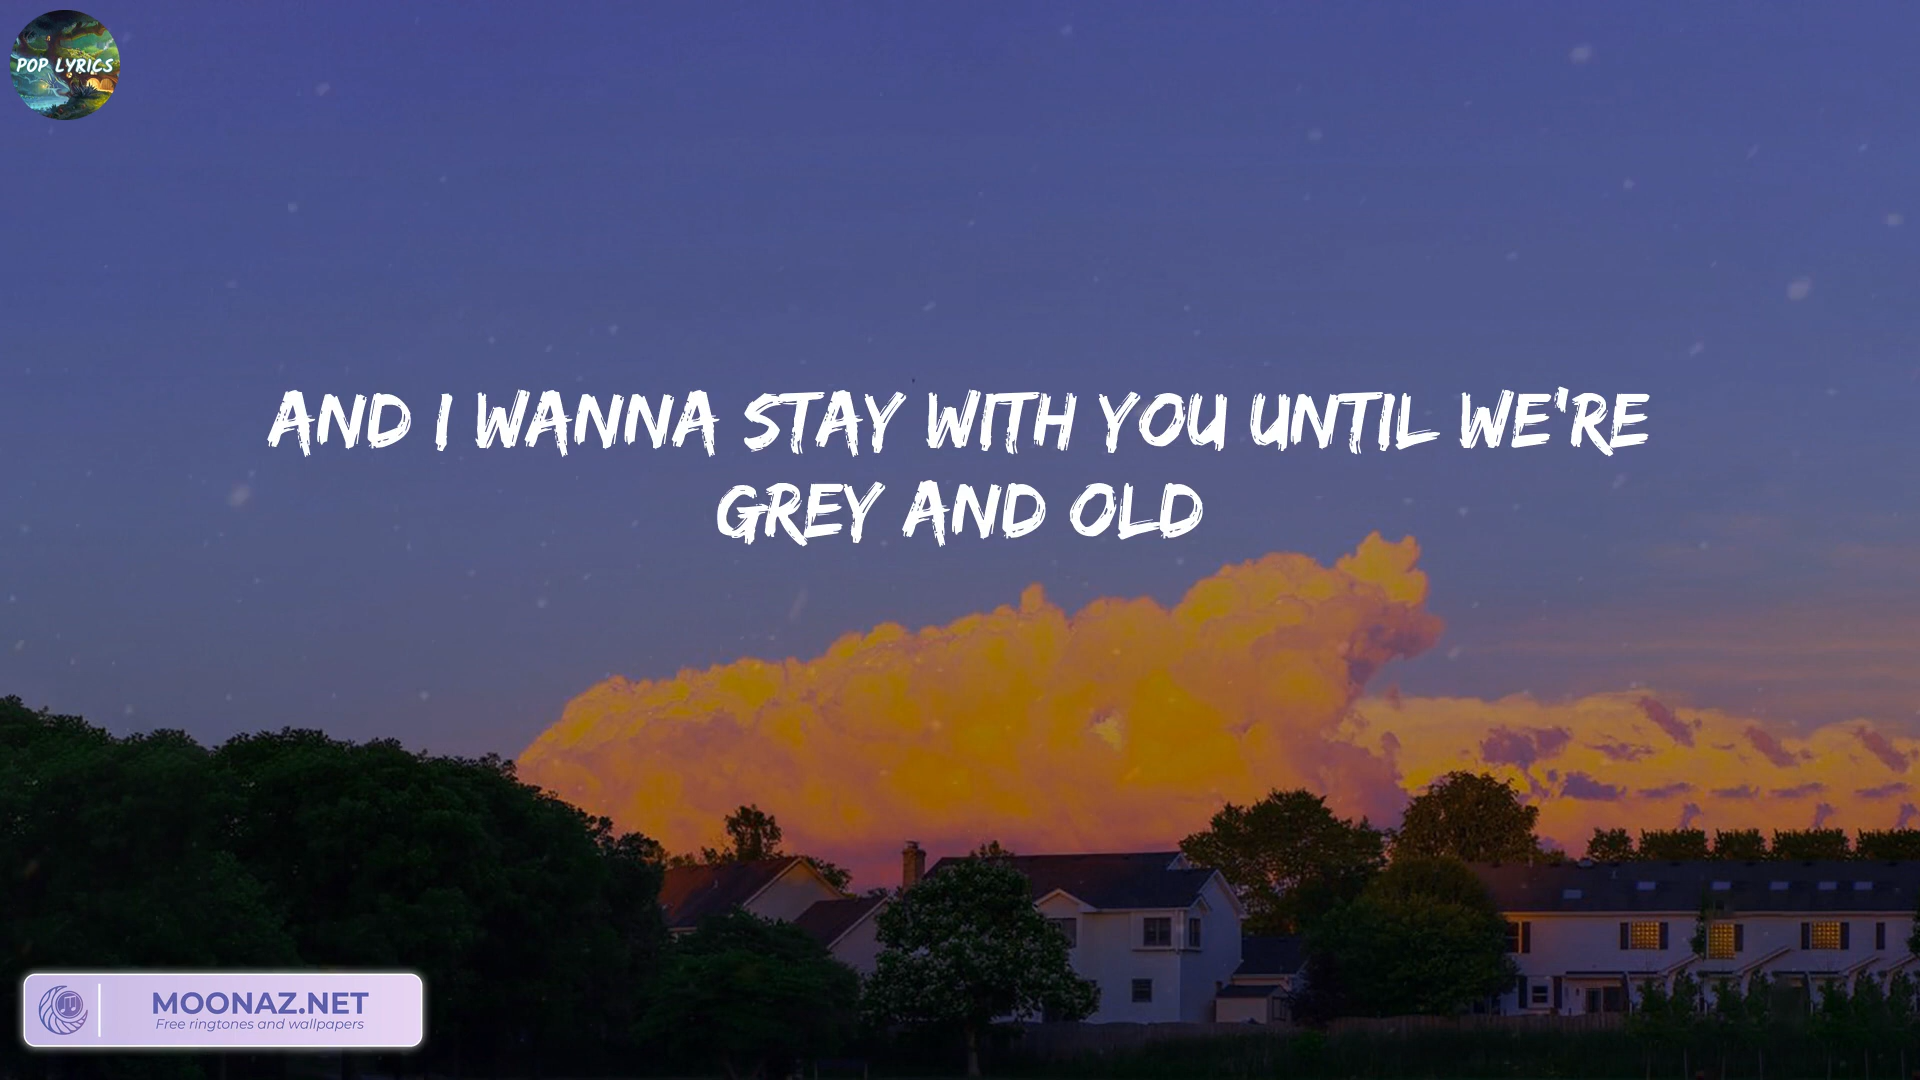 POP LYRICS
AND I WANNA STAY WITH YOU UNTIL WE'RE
GREY AND OLD
MOONAZ.NET
Free ringtones and wallpapers